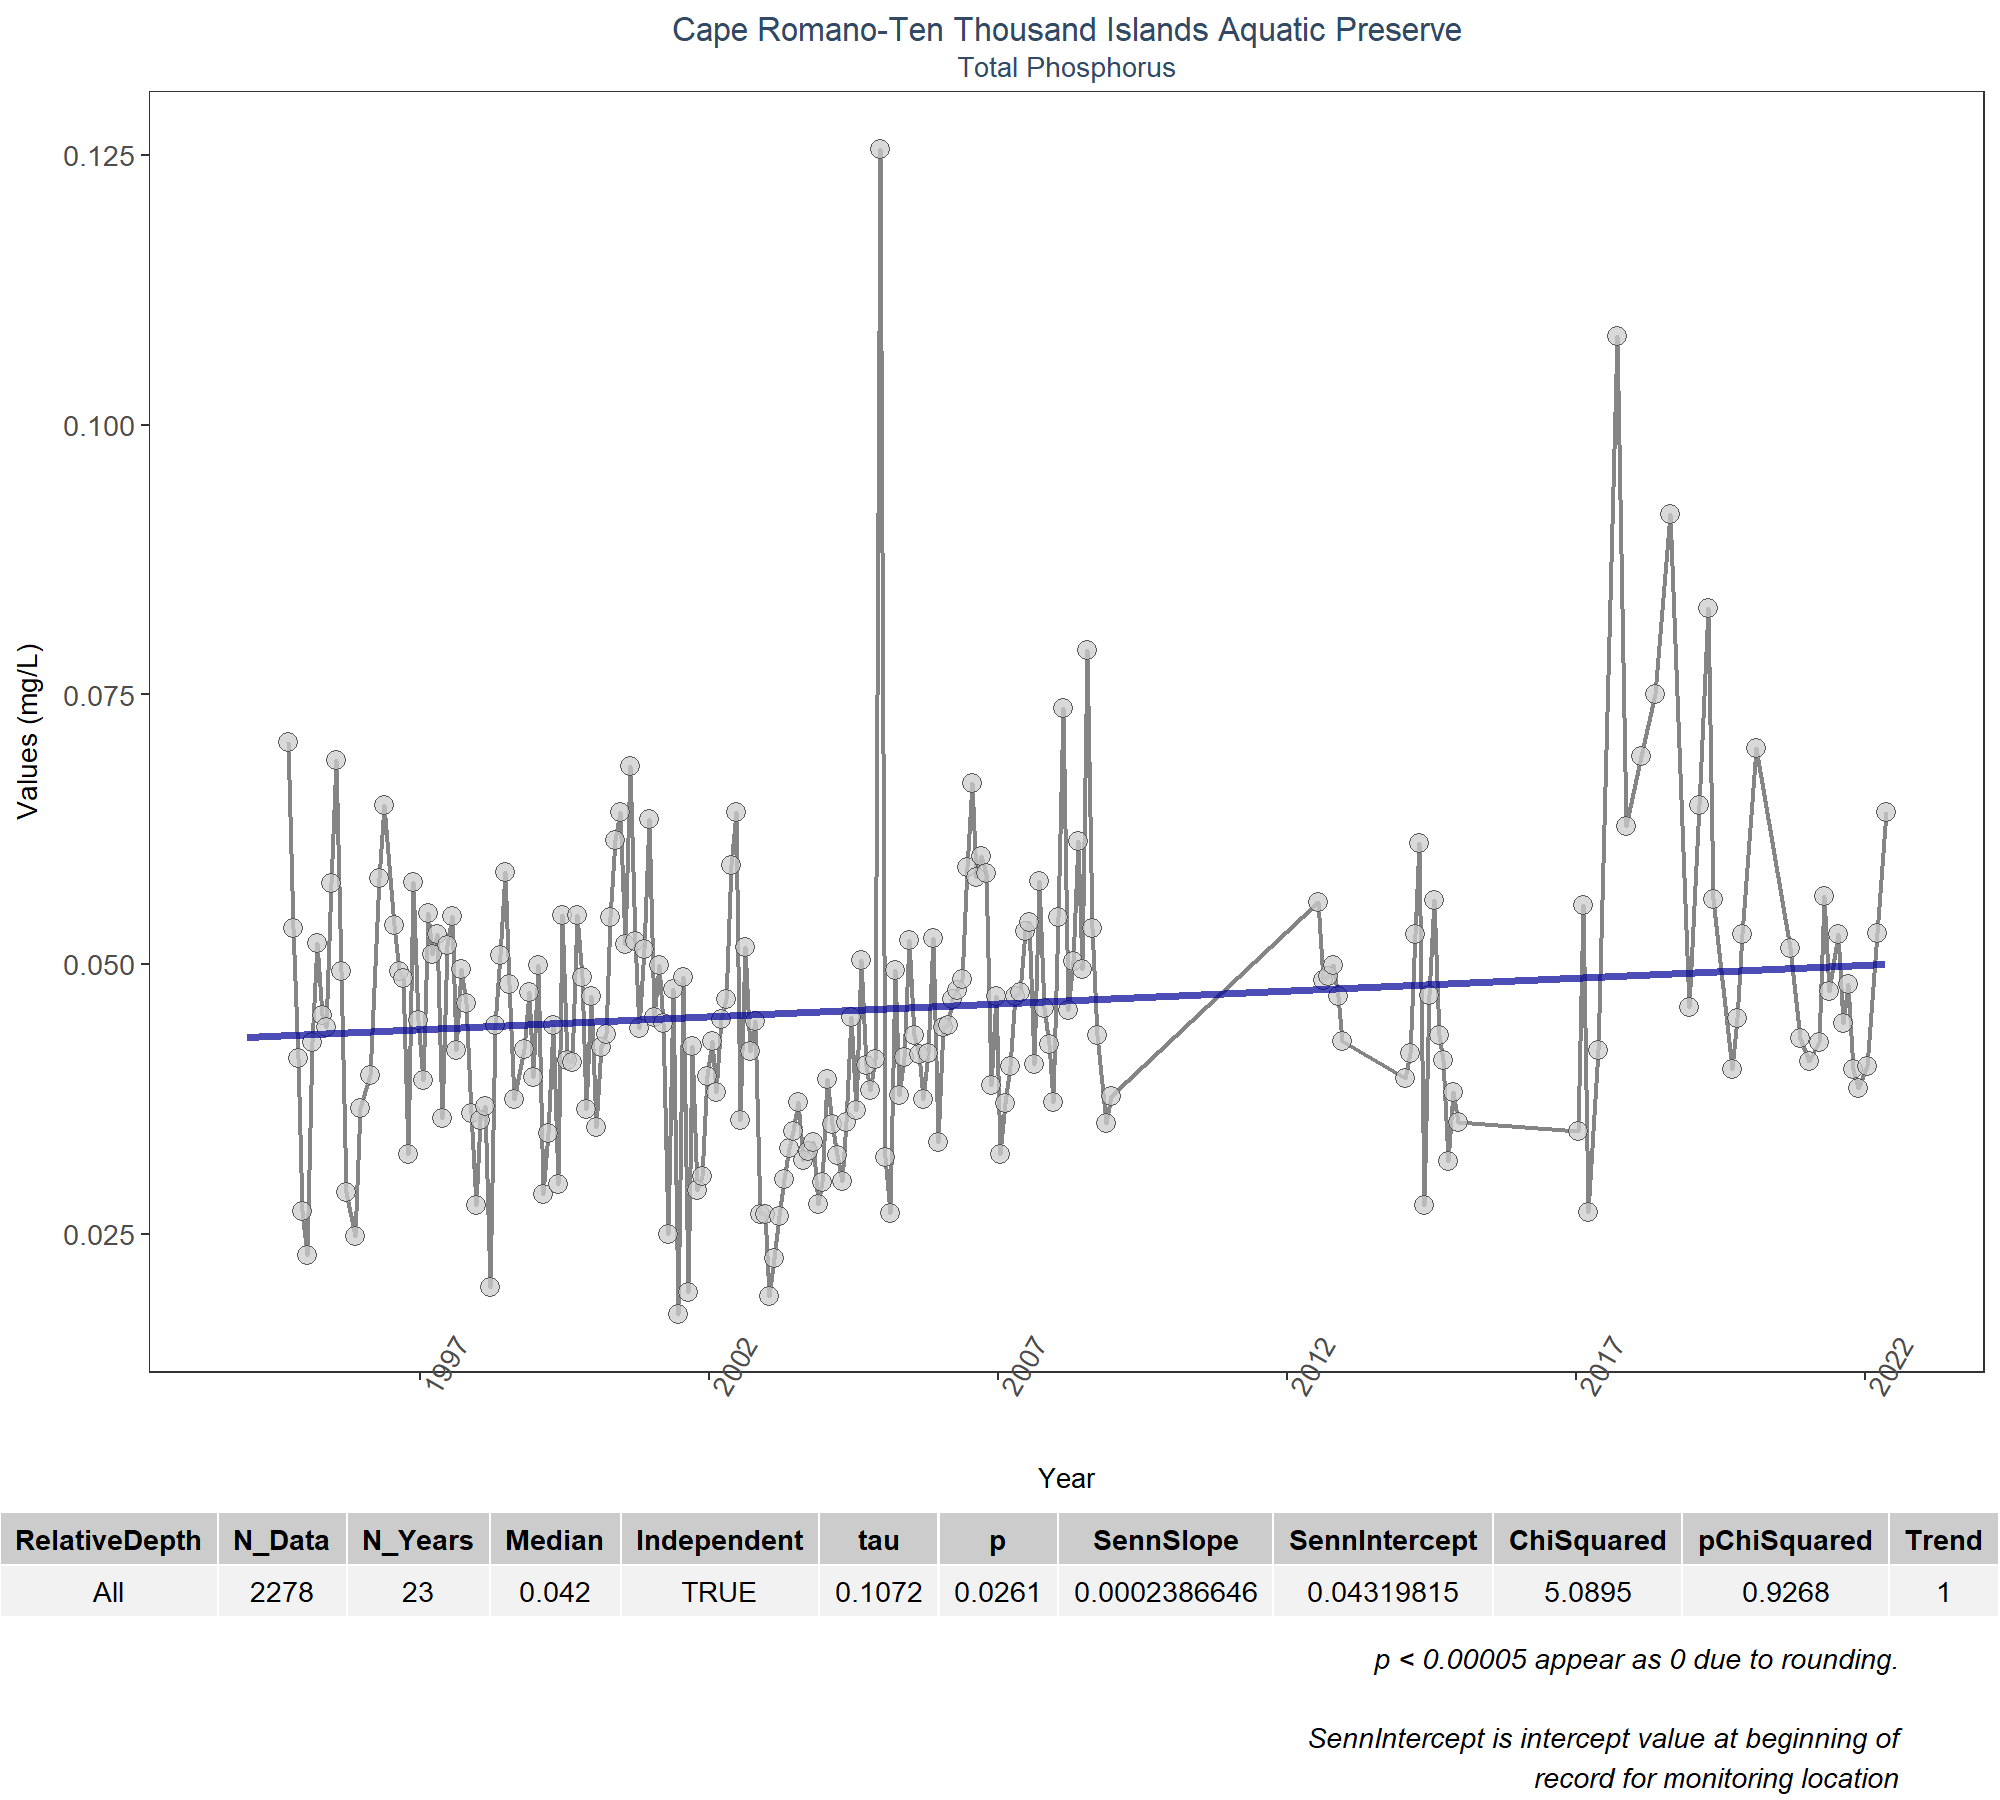 Cape Romano-Ten Thousand Islands Aquatic Preserve
Total Phosphorus
0.125
0.100
0.075
0.050
0.025
Values (mg/L)
1997 2002 2007 2012 2017 2022
Year
RelativeDepth N_Data N_Years Median Independent tau p SennSlope SennIntercept ChiSquared pChiSquared Trend
All 2278 23 0.042 TRUE 0.1072 0.0261 0.0002386646 0.04319815 5.0895 0.9268 1
p < 0.00005 appear as 0 due to rounding.
SennIntercept is intercept value at beginning of
record for monitoring location